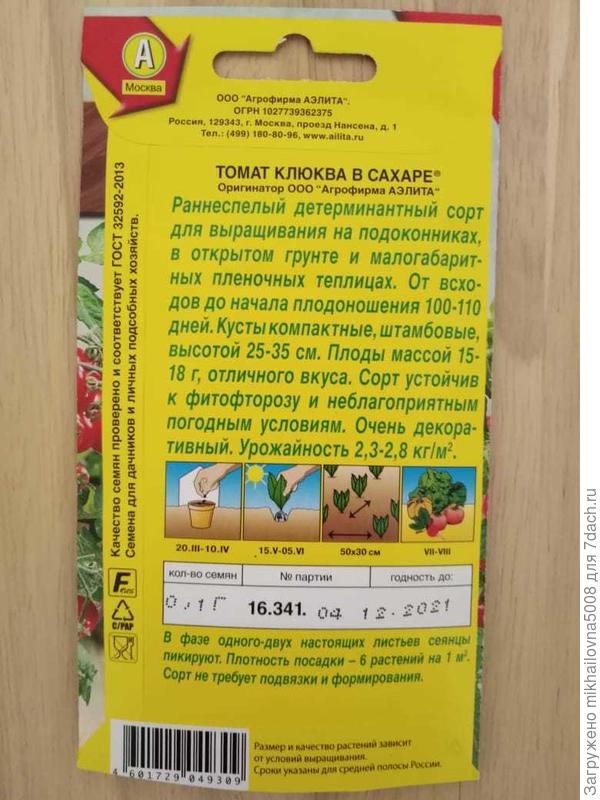 А
Москва
ООО "Агрофирма АЭЛИТА".
ОГРН 1027739362375
Россия, 129343, г. Москва, проезд Нансена, д. 1
Тел.: (499) 180-80-96, www.ailita.ru
ТОМАТ КЛЮКВА В САХАРЕ®
Оригинатор ООО "Агрофирма АЭЛИТА"
Раннеспелый детерминантный сорт
для выращивания на подоконниках,
в открытом грунте и малогабарит-
ных пленочных теплицах. От всхо-
дов до начала плодоношения 100-110
дней. Кусты компактные, штамбовые,
высотой 25-35 см. Плоды массой 15-
18 г, отличного вкуса. Сорт устойчив
к фитофторозу и неблагоприятным
погодным условиям. Очень декора-
тивный. Урожайность 2,3-2,8 кг/м².
20.III-10.IV
15.V-05.VI
50х30 см
VII-VIII
кол-во семян
№ партии
годность до:
0,1Г
16.341. 04
12.2021
В фазе одного-двух настоящих листьев сеянцы
пикируют. Плотность посадки – 6 растений на 1 м².
Сорт не требует подвязки и формирования.
Размер и качество растений зависит
от условий выращивания.
Сроки указаны для средней полосы России.
4 601729 049309
Качество семян проверено и соответствует ГОСТ 32592-2013
Семена для дачников и личных подсобных хозяйств.
C/PAP
Загружено mikhailovna5008 для 7dach.ru